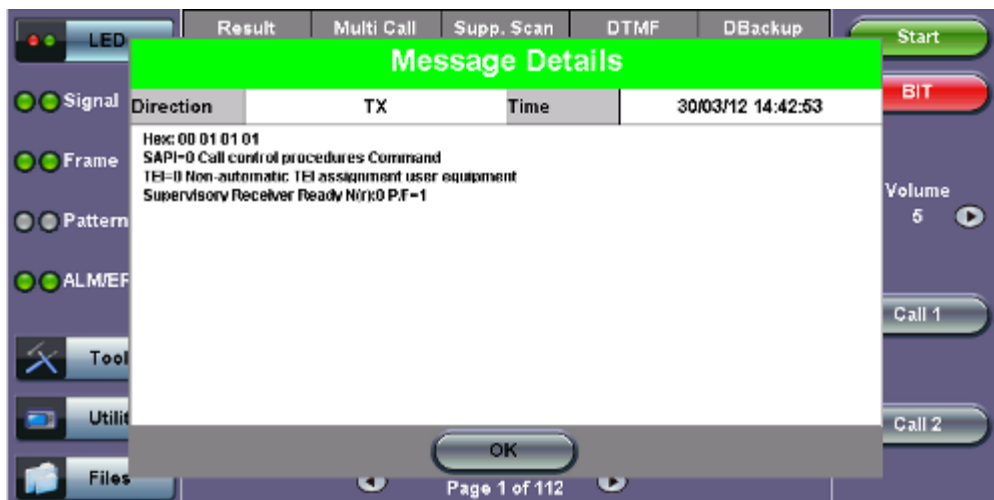 LED
Result
Multi Call
Supp. Scan
DTMF
DBackup
Start
Message Details
Signal
Direction
TX
Time
30/03/12 14:42:53
BIT
Hex: 00 01 01 01
SAPI=0 Call control procedures Command
Frame
TEI=0 Non-automatic TEI assignment user equipment
Supervisory Receiver Ready N(r):0 P/F=1
Volume
5
Pattern
ALM/ER
Call 1
Tool
Utilit
Call 2
OK
Files
Page 1 of 112